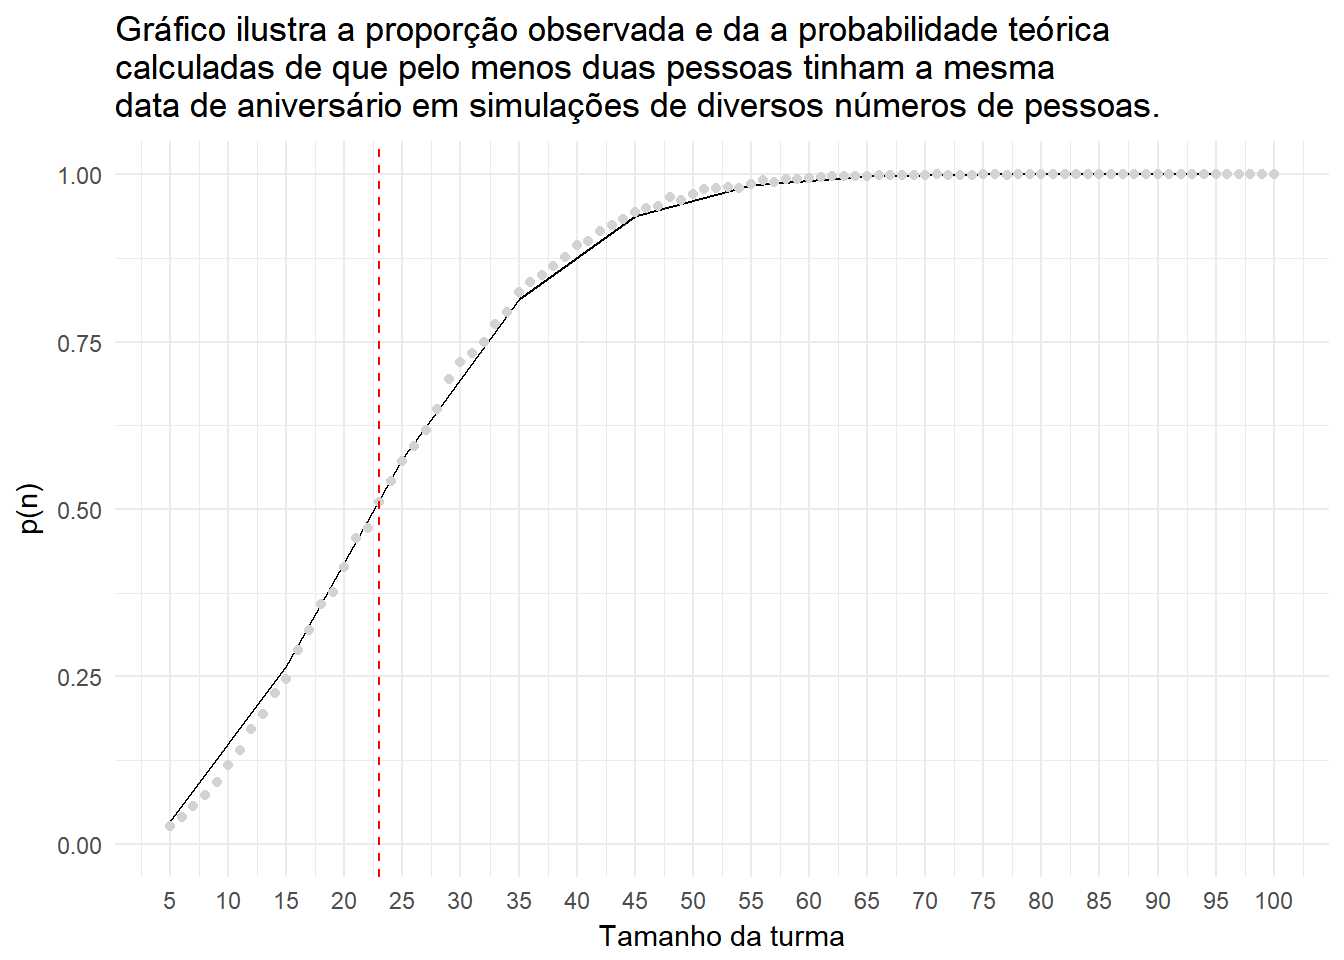 Gráfico ilustra a proporção observada e da a probabilidade teórica
calculadas de que pelo menos duas pessoas tinham a mesma
data de aniversário em simulações de diversos números de pessoas.
1.00
0.75
0.50
0.25
0.00
p(n)
5 10 15 20 25 30 35 40 45 50 55 60 65 70 75 80 85 90 95 100
Tamanho da turma